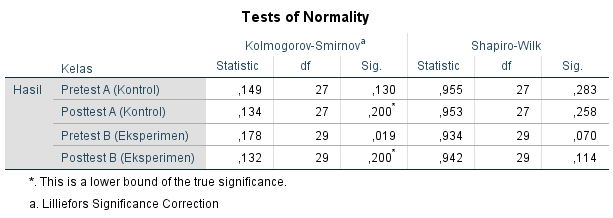 Tests of Normality
Kolmogorov-Smirnovᵃ Shapiro-Wilk
Kelas Statistic df Sig. Statistic df Sig.
Hasil Pretest A (Kontrol) ,149 27 ,130 ,955 27 ,283
Posttest A (Kontrol) ,134 27 ,200* ,953 27 ,258
Pretest B (Eksperimen) ,178 29 ,019 ,934 29 ,070
Posttest B (Eksperimen) ,132 29 ,200* ,942 29 ,114
*. This is a lower bound of the true significance.
a. Lilliefors Significance Correction